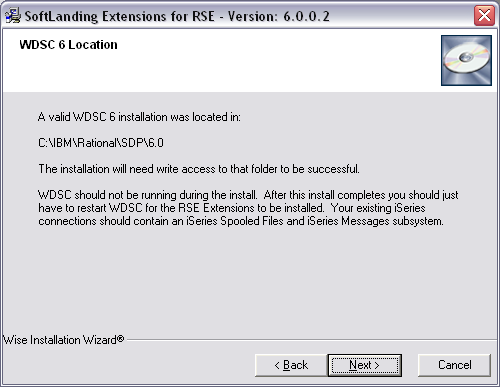 SoftLanding Extensions for RSE - Version: 6.0.0.2
WDSC 6 Location
A valid WDSC 6 installation was located in:
C:\IBM\Rational\SDP\6.0
The installation will need write access to that folder to be successful.
WDSC should not be running during the install.  After this install completes you should just
have to restart WDSC for the RSE Extensions to be installed.  Your existing iSeries
connections should contain an iSeries Spooled Files and iSeries Messages subsystem.
Wise Installation Wizard®
< Back
Next >
Cancel